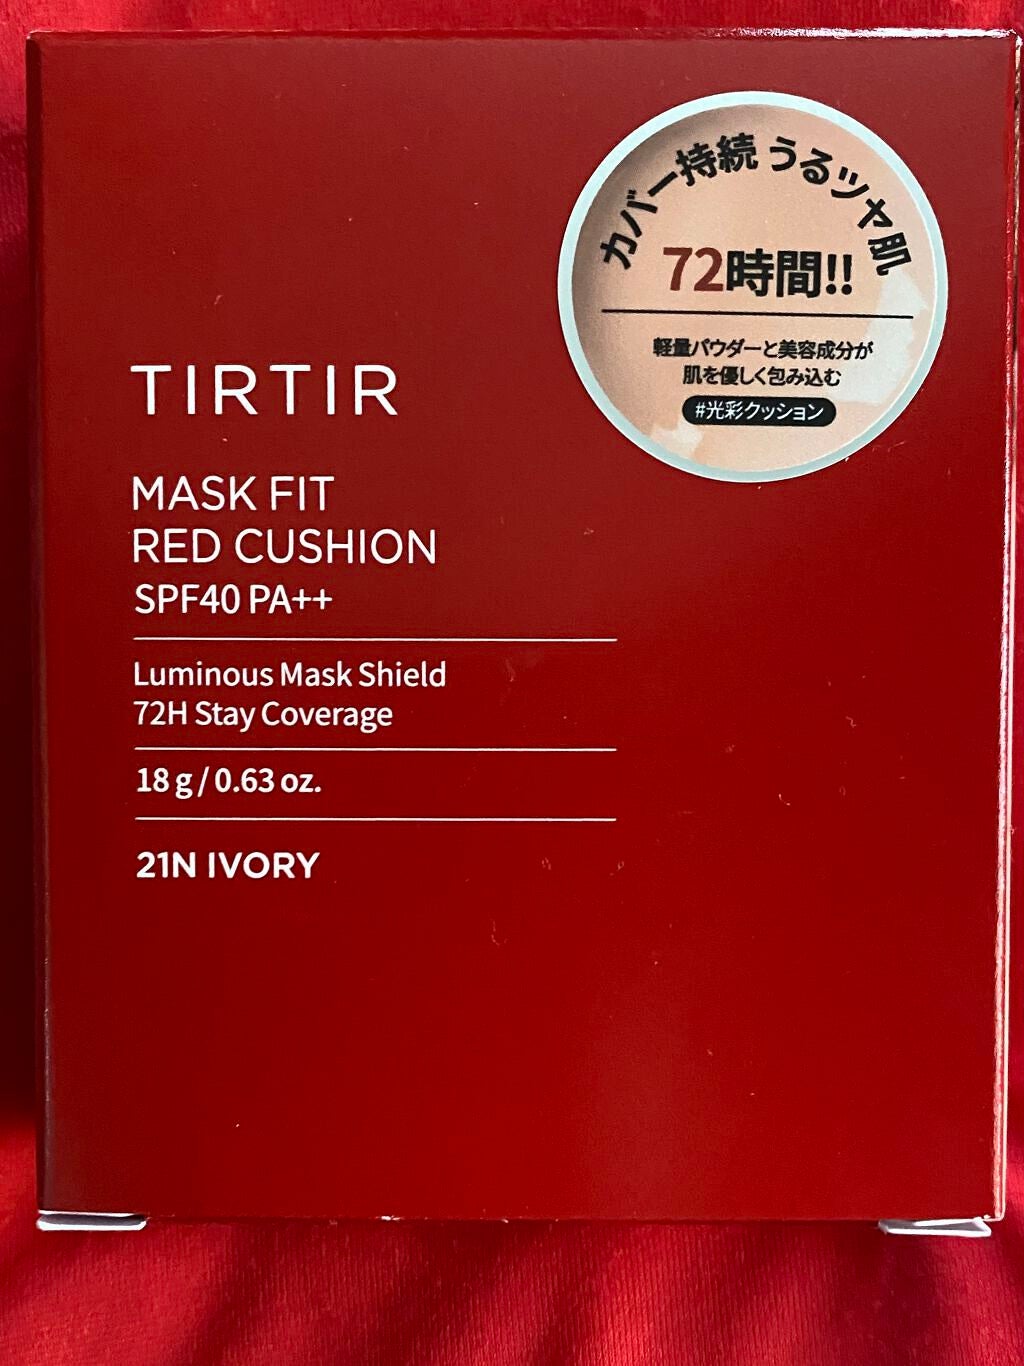 カバー持続 うるツヤ肌
72時間!!
軽量パウダーと美容成分が
肌を優しく包み込む
#光彩クッション
TIRTIR
MASK FIT
RED CUSHION
SPF40 PA++
Luminous Mask Shield
72H Stay Coverage
18 g / 0.63 oz.
21N IVORY